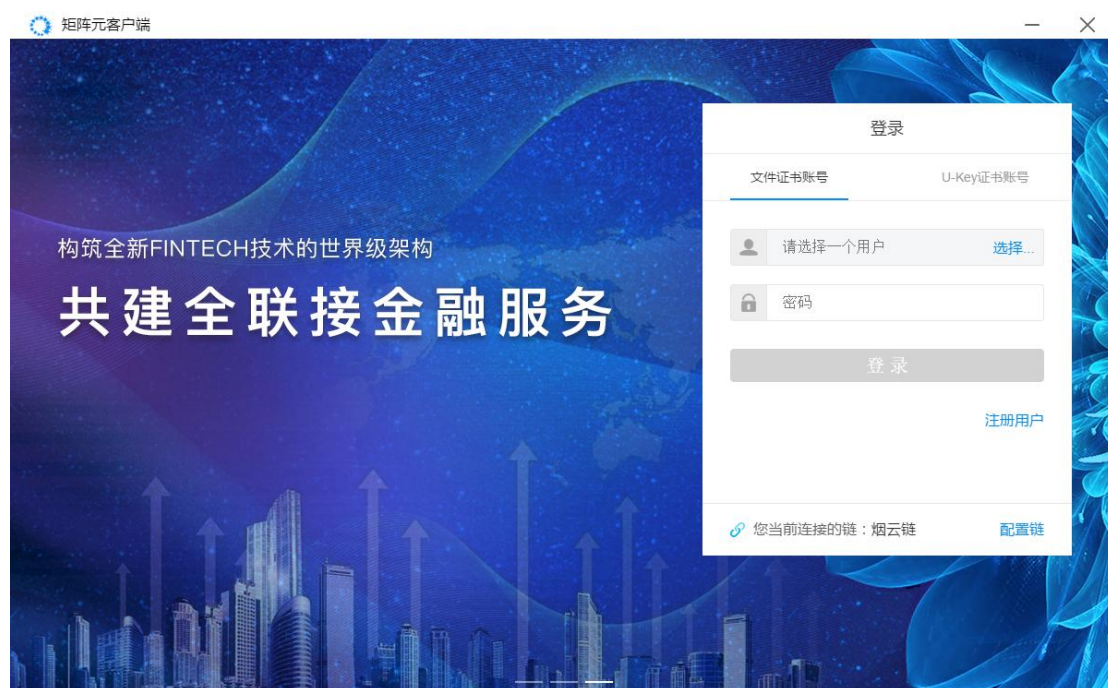 矩阵元客户端
构筑全新FINTECH技术的世界级架构
共建全联接金融服务
登录
文件证书账号
U-Key证书账号
请选择一个用户
选择...
密码
登录
注册用户
您当前连接的链：烟云链
配置链